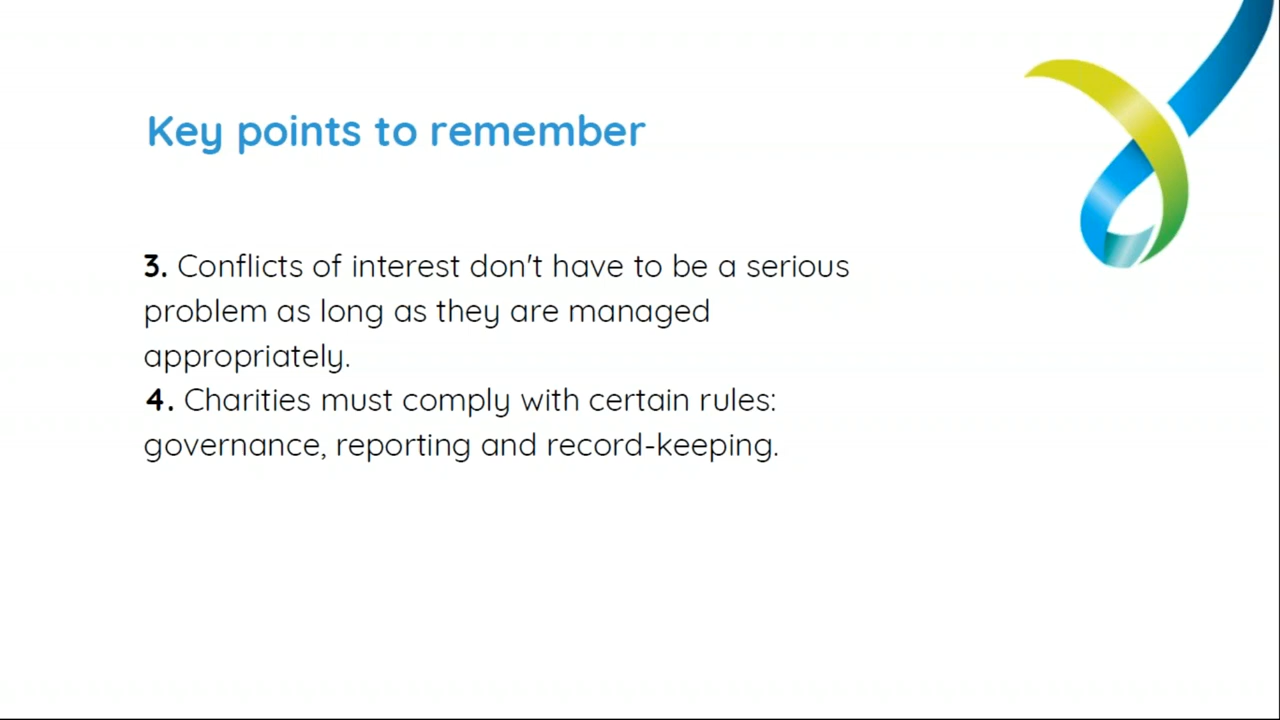 Key points to remember
3. Conflicts of interest don't have to be a serious
problem as long as they are managed
appropriately.
4. Charities must comply with certain rules:
governance, reporting and record-keeping.